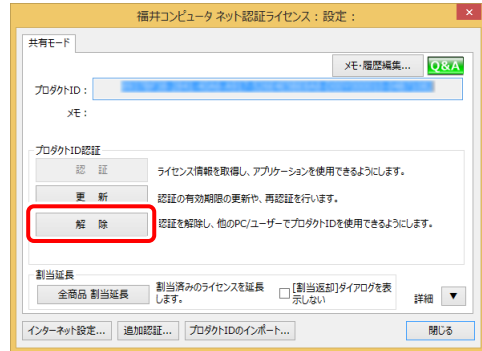 福井コンピュータ ネット認証ライセンス：設定：
×
共有モード
メモ・履歴編集...
Q&A
プロダクトID：
メモ：
プロダクトID認証
認 証
ライセンス情報を取得し、アプリケーションを使用できるようにします。
更 新
認証の有効期限の更新や、再認証を行います。
解 除
認証を解除し、他のPC/ユーザーでプロダクトIDを使用できるようにします。
割当延長
全商品 割当延長
割当済みのライセンスを延長
します。
[割当返却]ダイアログを表
示しない
詳細 ▼
インターネット設定...
追加認証...
プロダクトIDのインポート...
閉じる